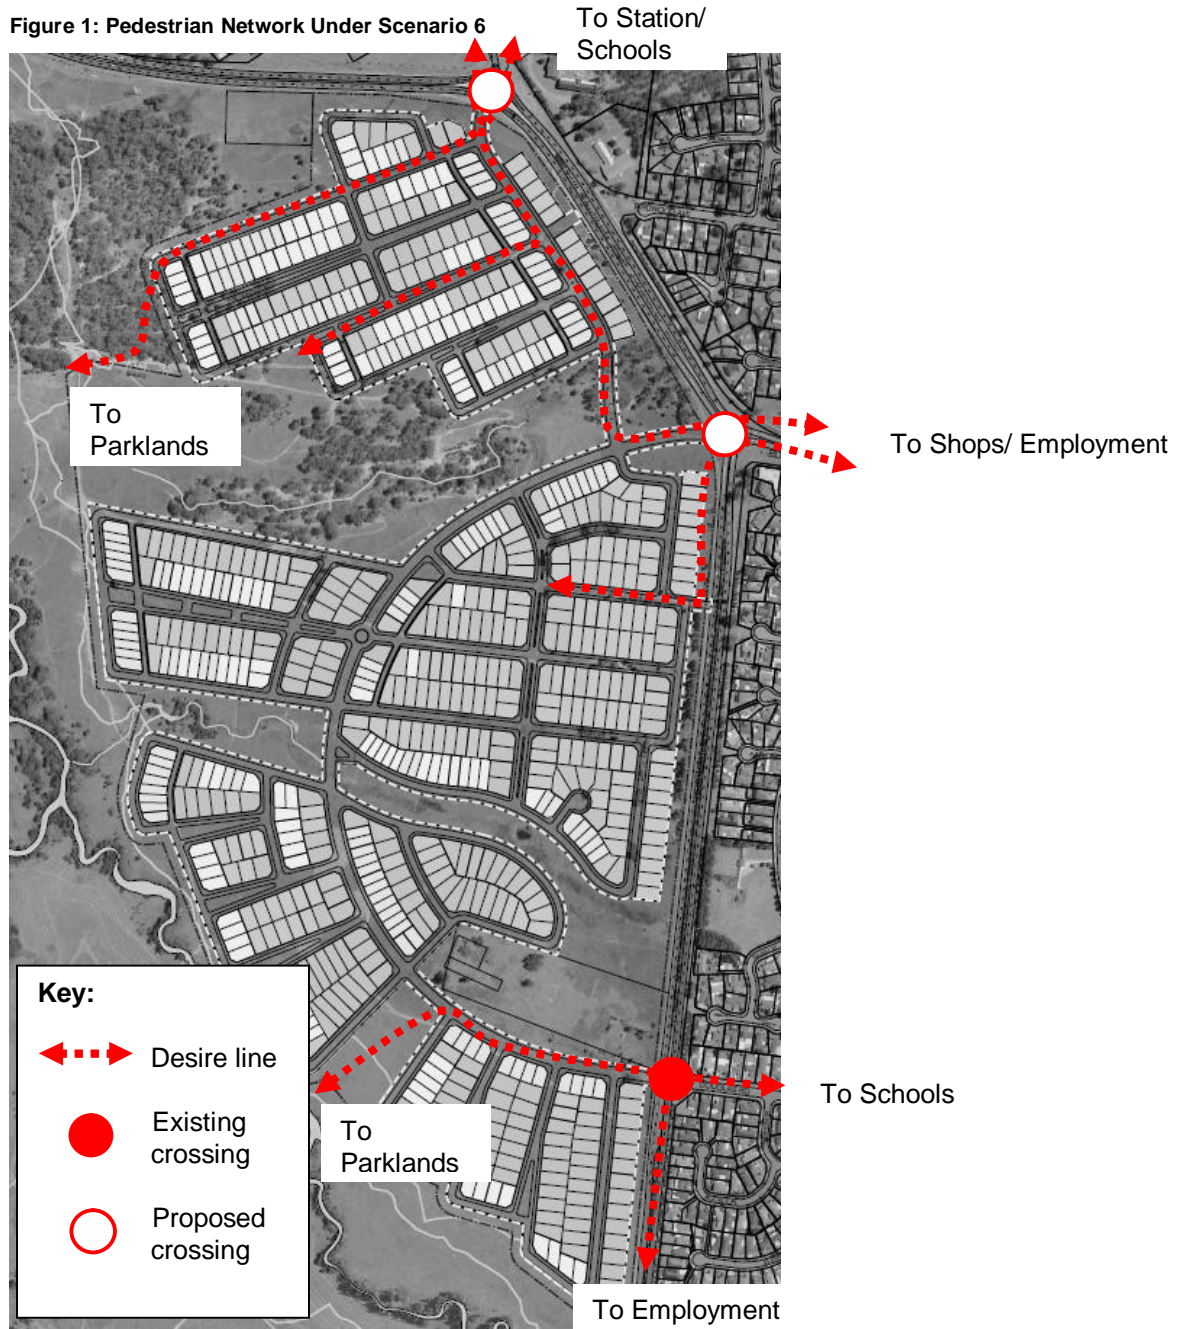 Figure 1: Pedestrian Network Under Scenario 6
To Station/
Schools
To
Parklands
To Shops/ Employment
Key:
Desire line
Existing
crossing
Proposed
crossing
To
Parklands
To Schools
To Employment